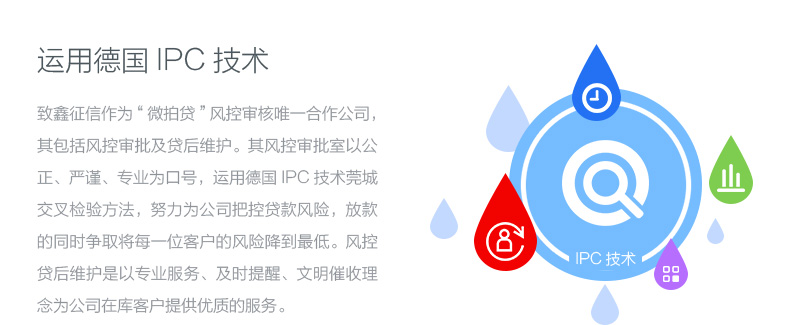 运用德国 IPC 技术
致鑫征信作为“微拍贷”风控审核唯一合作公司，
其包括风控审批及贷后维护。其风控审批室以公
正、严谨、专业为口号，运用德国 IPC 技术莞城
交叉检验方法，努力为公司把控贷款风险，放款
的同时争取将每一位客户的风险降到最低。风控
贷后维护是以专业服务、及时提醒、文明催收理
念为公司在库客户提供优质的服务。
IPC 技术